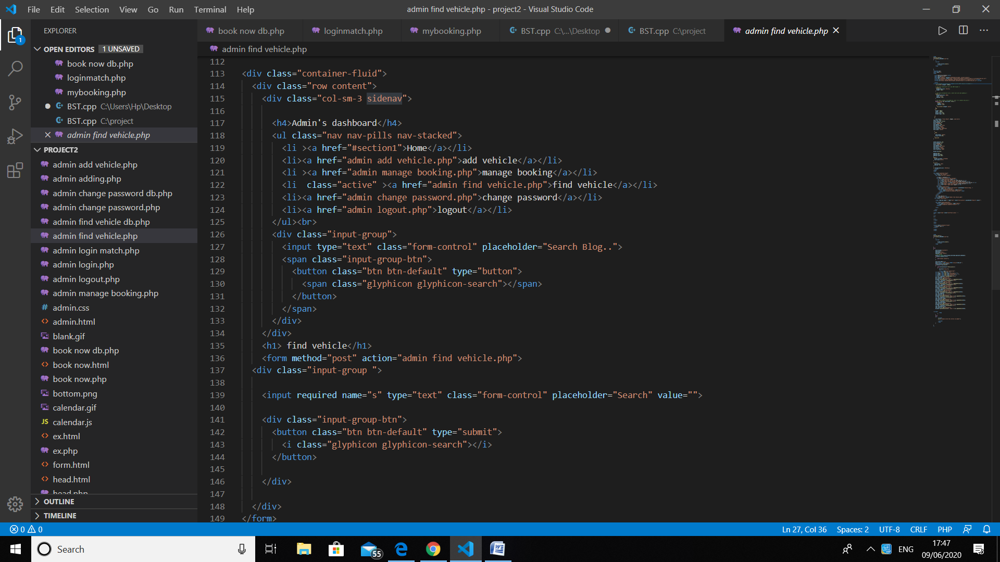 File Edit Selection View Go Run Terminal Help
admin find vehicle.php - project2 - Visual Studio Code
EXPLORER
OPEN EDITORS 1 UNSAVED
book now db.php
loginmatch.php
mybooking.php
BST.cpp C:\Users\Hp\Desktop
BST.cpp C:\project
admin find vehicle.php
PROJECT2
admin add vehicle.php
admin adding.php
admin change password db.php
admin change password.php
admin find vehicle db.php
admin find vehicle.php
admin login match.php
admin login.php
admin logout.php
admin manage booking.php
admin.css
admin.html
blank.gif
book now db.php
book now.html
book now.php
bottom.png
calendar.gif
calendar.js
ex.html
ex.php
form.html
head.html
head.php
OUTLINE
TIMELINE
book now db.php loginmatch.php mybooking.php BST.cpp C:\...\Desktop BST.cpp C:\project admin find vehicle.php
admin find vehicle.php
112
113 <div class="container-fluid">
114 <div class="row content">
115 <div class="col-sm-3 sidenav">
116
117 <h4>Admin's dashboard</h4>
118 <ul class="nav nav-pills nav-stacked">
119 <li ><a href="#section1">Home</a></li>
120 <li><a href="admin add vehicle.php">add vehicle</a></li>
121 <li ><a href="admin manage booking.php">manage booking</a></li>
122 <li  class="active" ><a href="admin find vehicle.php">find vehicle</a></li>
123 <li><a href="admin change password.php">change password</a></li>
124 <li><a href="admin logout.php">logout</a></li>
125 </ul><br>
126 <div class="input-group">
127 <input type="text" class="form-control" placeholder="Search Blog..">
128 <span class="input-group-btn">
129 <button class="btn btn-default" type="button">
130 <span class="glyphicon glyphicon-search"></span>
131 </button>
132 </span>
133 </div>
134 </div>
135 <h1> find vehicle</h1>
136 <form method="post" action="admin find vehicle.php">
137 <div class="input-group ">
138
139 <input required name="s" type="text" class="form-control" placeholder="Search" value="">
140
141 <div class="input-group-btn">
142 <button class="btn btn-default" type="submit">
143 <i class="glyphicon glyphicon-search"></i>
144 </button>
145
146 </div>
147
148 </div>
149 </form>
0 0 Ln 27, Col 36 Spaces: 2 UTF-8 CRLF PHP
Search 55 ENG 17:47
09/06/2020